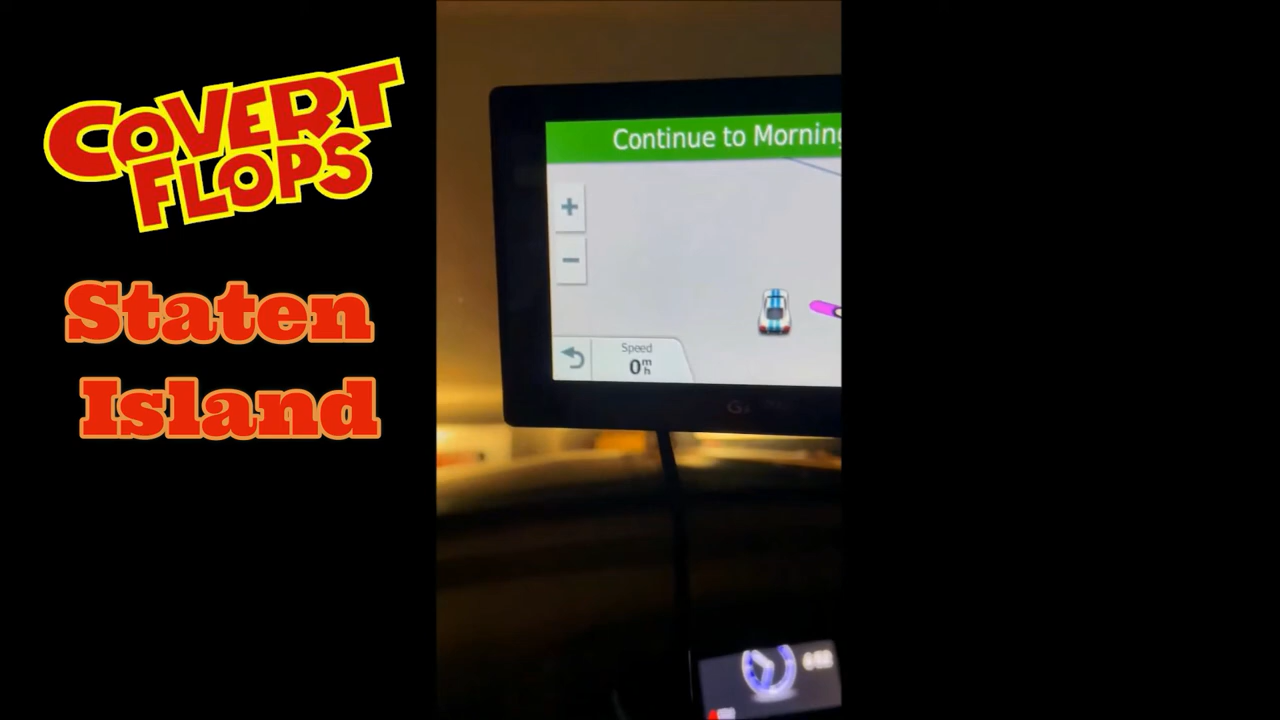 COVERT
FLOPS
Staten
Island
Continue to Morning
+
−
Speed
0 m
h